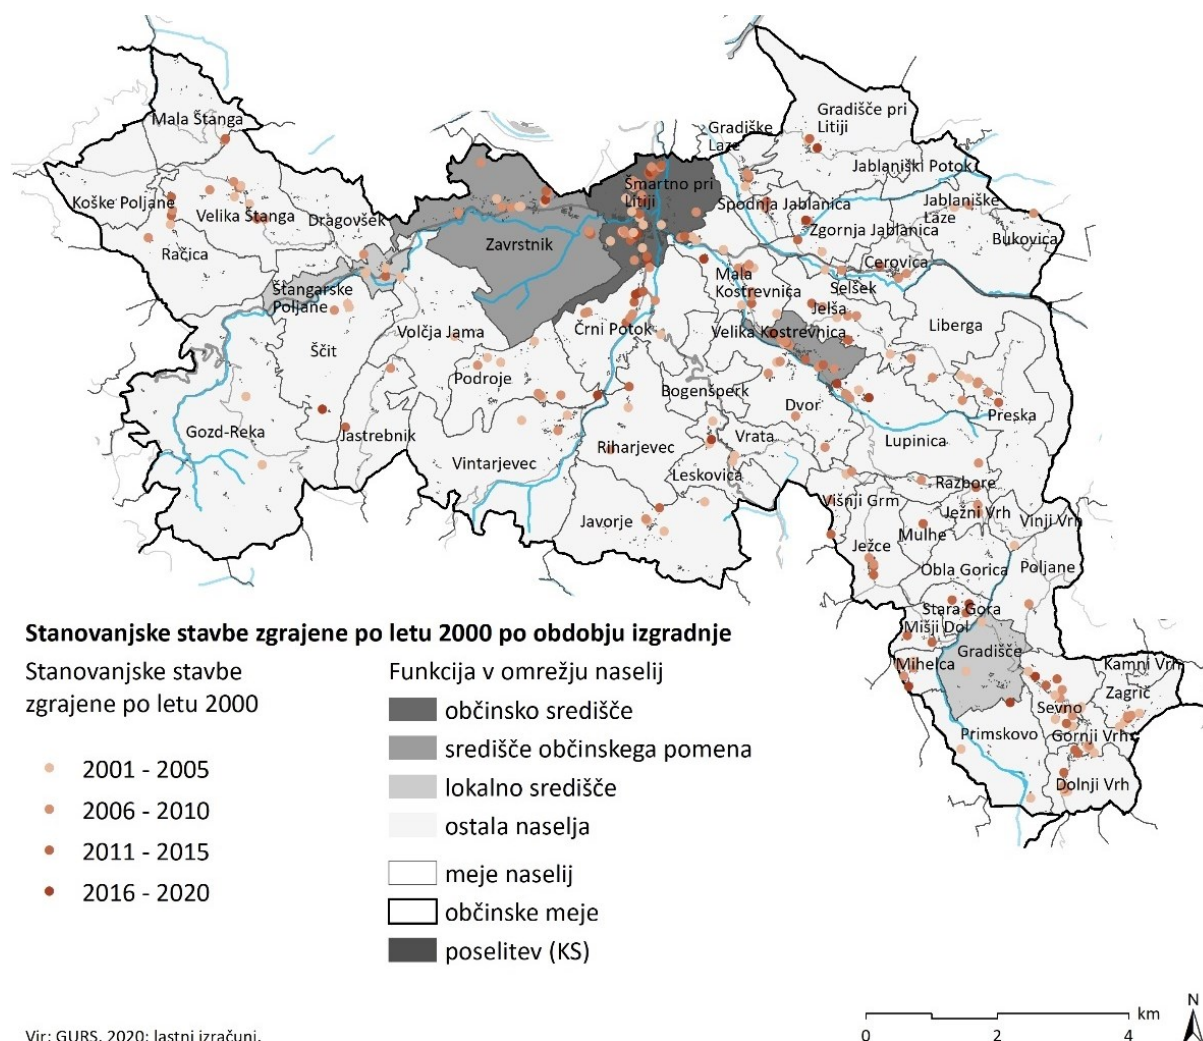 Mala Štanga
Gradišče pri
Litiji
Gradiške
Laze
Jablaniški Potok
Šmartno pri
Litiji
Koške Poljane
Velika Štanga
Dragovšek
Spodnja Jablanica
Jablaniške
Laze
Zgornja Jablanica
Bukovica
Račica
Zavrstnik
Cerovica
Mala
Kostrevnica
Selšek
Štangarske
Poljane
Jelša
Liberga
Volčja Jama
Črni Potok
Velika Kostrevnica
Ščit
Podroje
Bogenšperk
Dvor
Preska
Gozd-Reka
Jastrebnik
Riharjevec
Vrata
Lupinica
Vintarjevec
Leskovica
Razbore
Višnji Grm
Ježni Vrh
Vinji Vrh
Javorje
Mulhe
Ježce
Obla Gorica
Poljane
Stara Gora
Mišji Dol
Gradišče
Mihelca
Kamni Vrh
Zagrič
Sevno
Primskovo
Gornji Vrh
Dolnji Vrh
Stanovanjske stavbe zgrajene po letu 2000 po obdobju izgradnje
Stanovanjske stavbe
zgrajene po letu 2000
2001 - 2005
2006 - 2010
2011 - 2015
2016 - 2020
Funkcija v omrežju naselij
občinsko središče
središče občinskega pomena
lokalno središče
ostala naselja
meje naselij
občinske meje
poselitev (KS)
Vir: GURS, 2020; lastni izračuni.
km
0 2 4
N